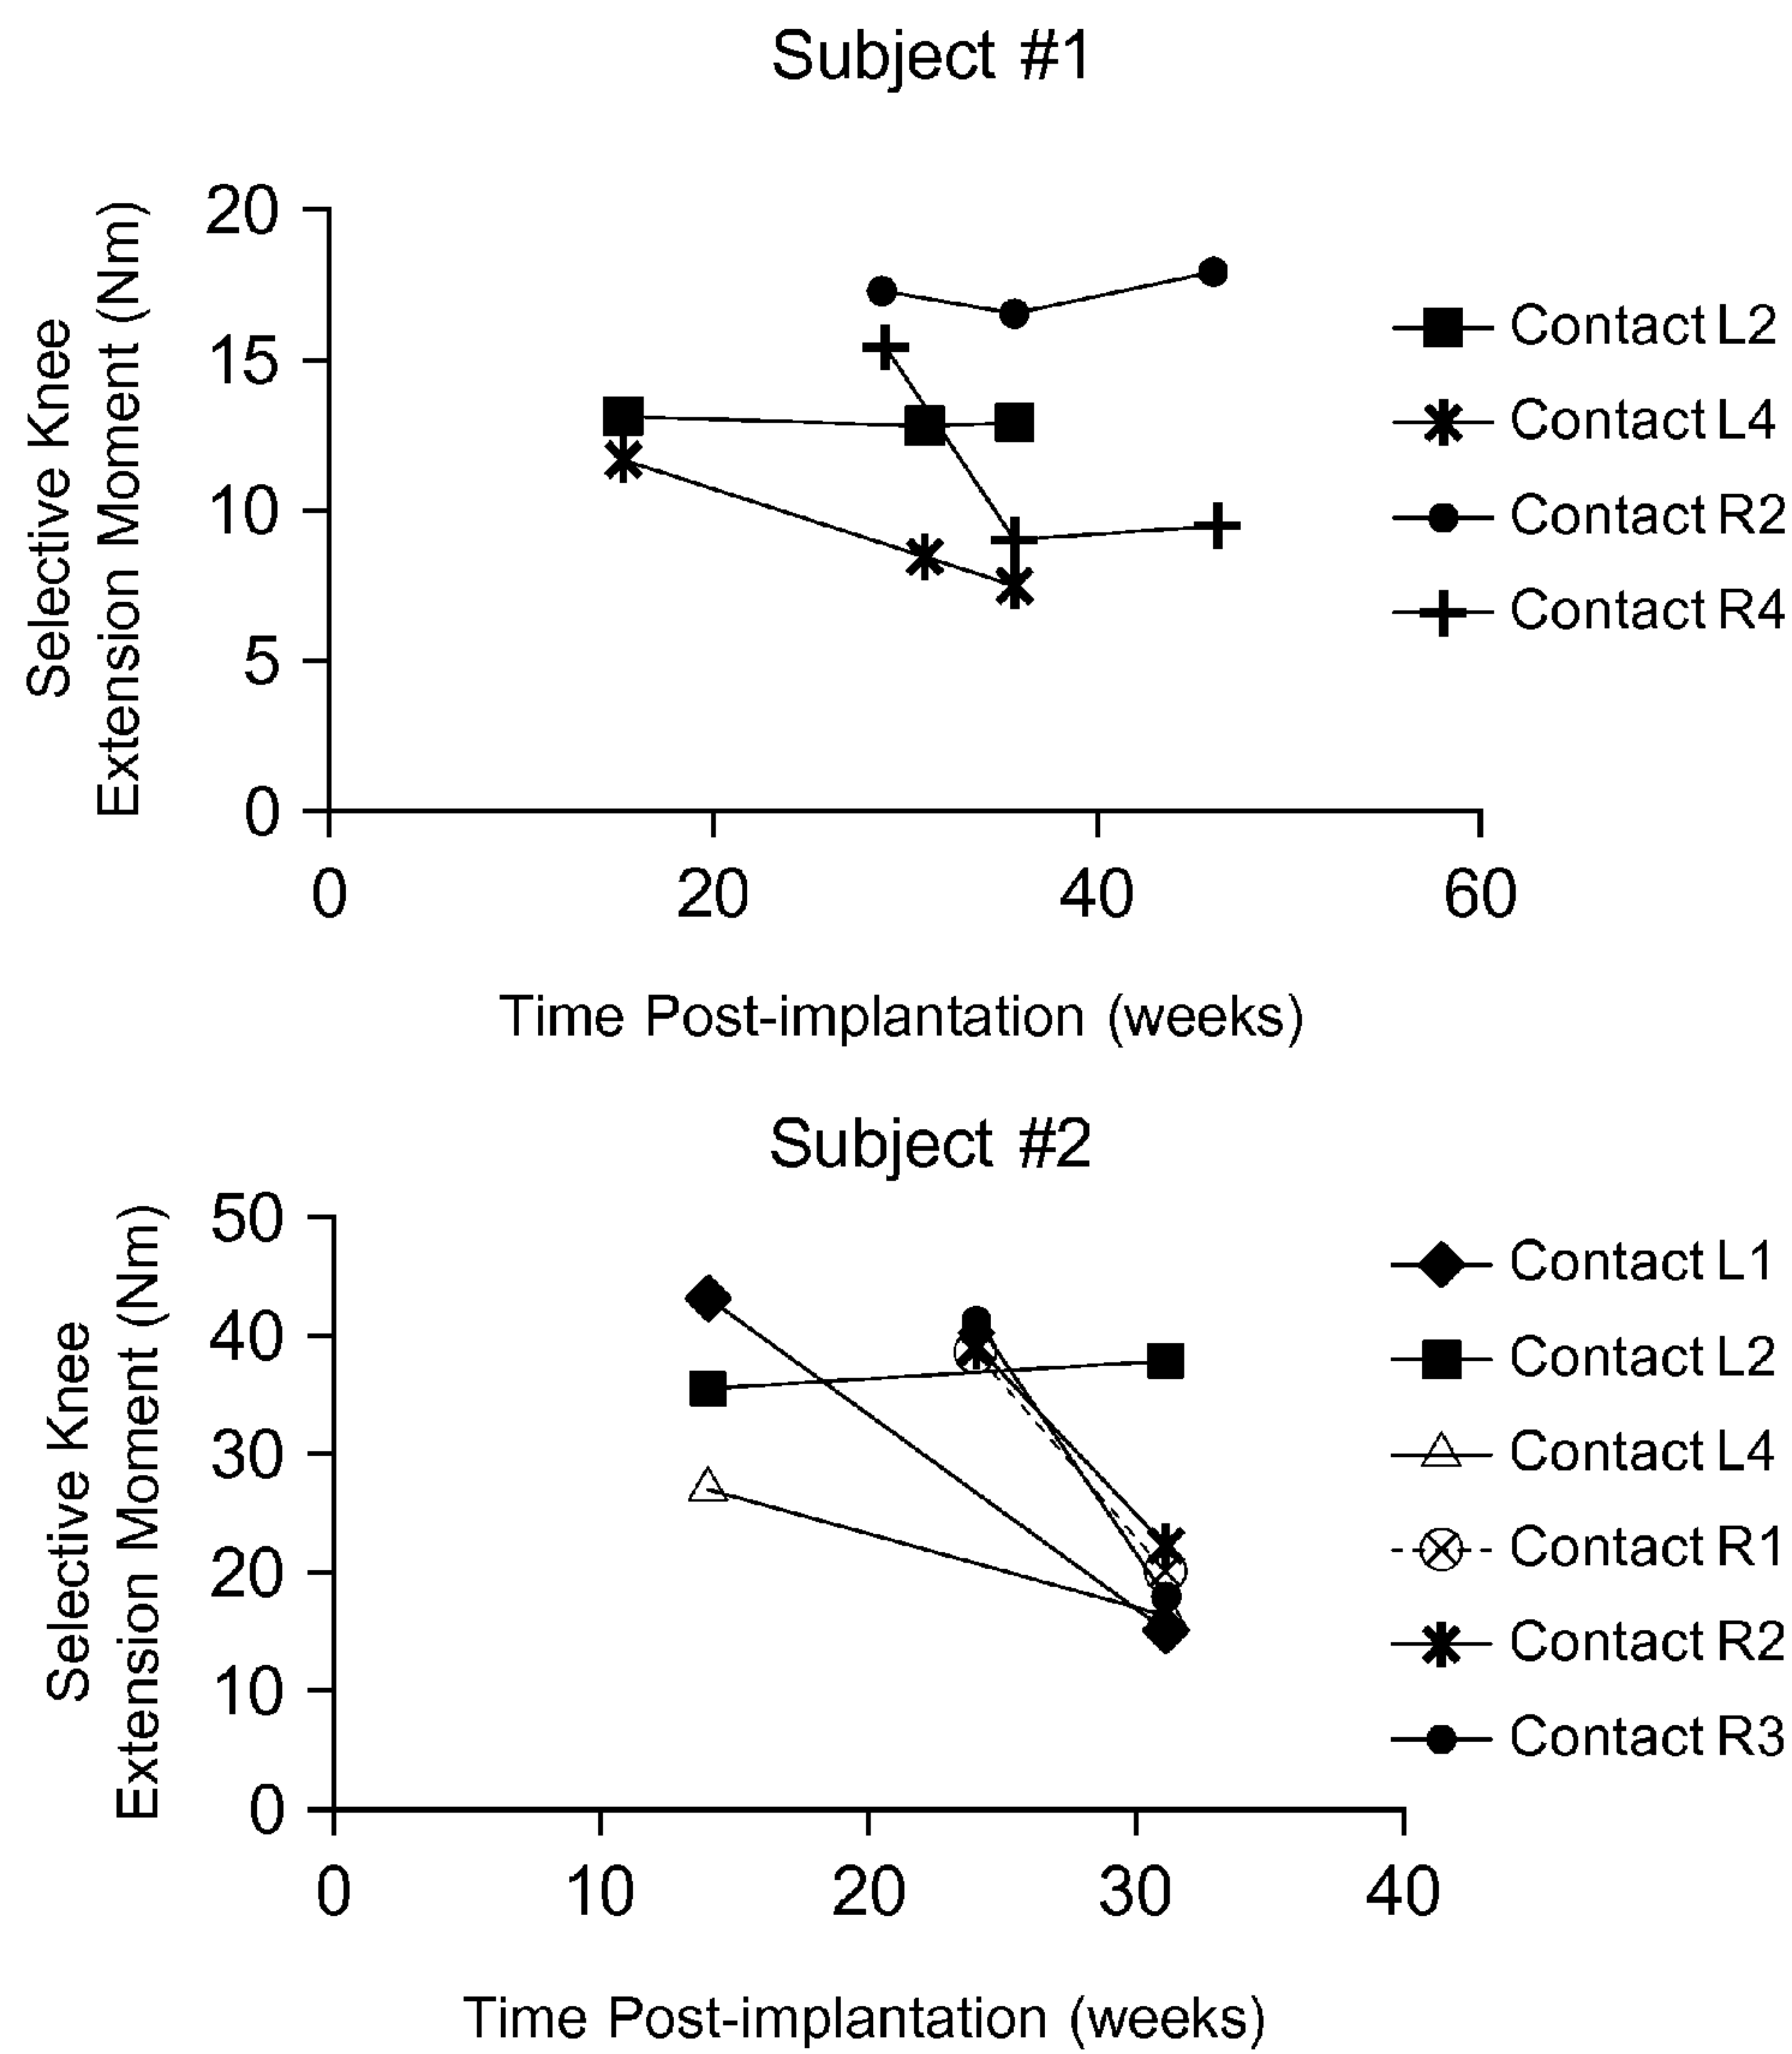 Subject #1
Selective Knee
Extension Moment (Nm)
20
15
10
5
0
0 20 40 60
Time Post-implantation (weeks)
Contact L2
Contact L4
Contact R2
Contact R4
Subject #2
Selective Knee
Extension Moment (Nm)
50
40
30
20
10
0
0 10 20 30 40
Time Post-implantation (weeks)
Contact L1
Contact L2
Contact L4
Contact R1
Contact R2
Contact R3